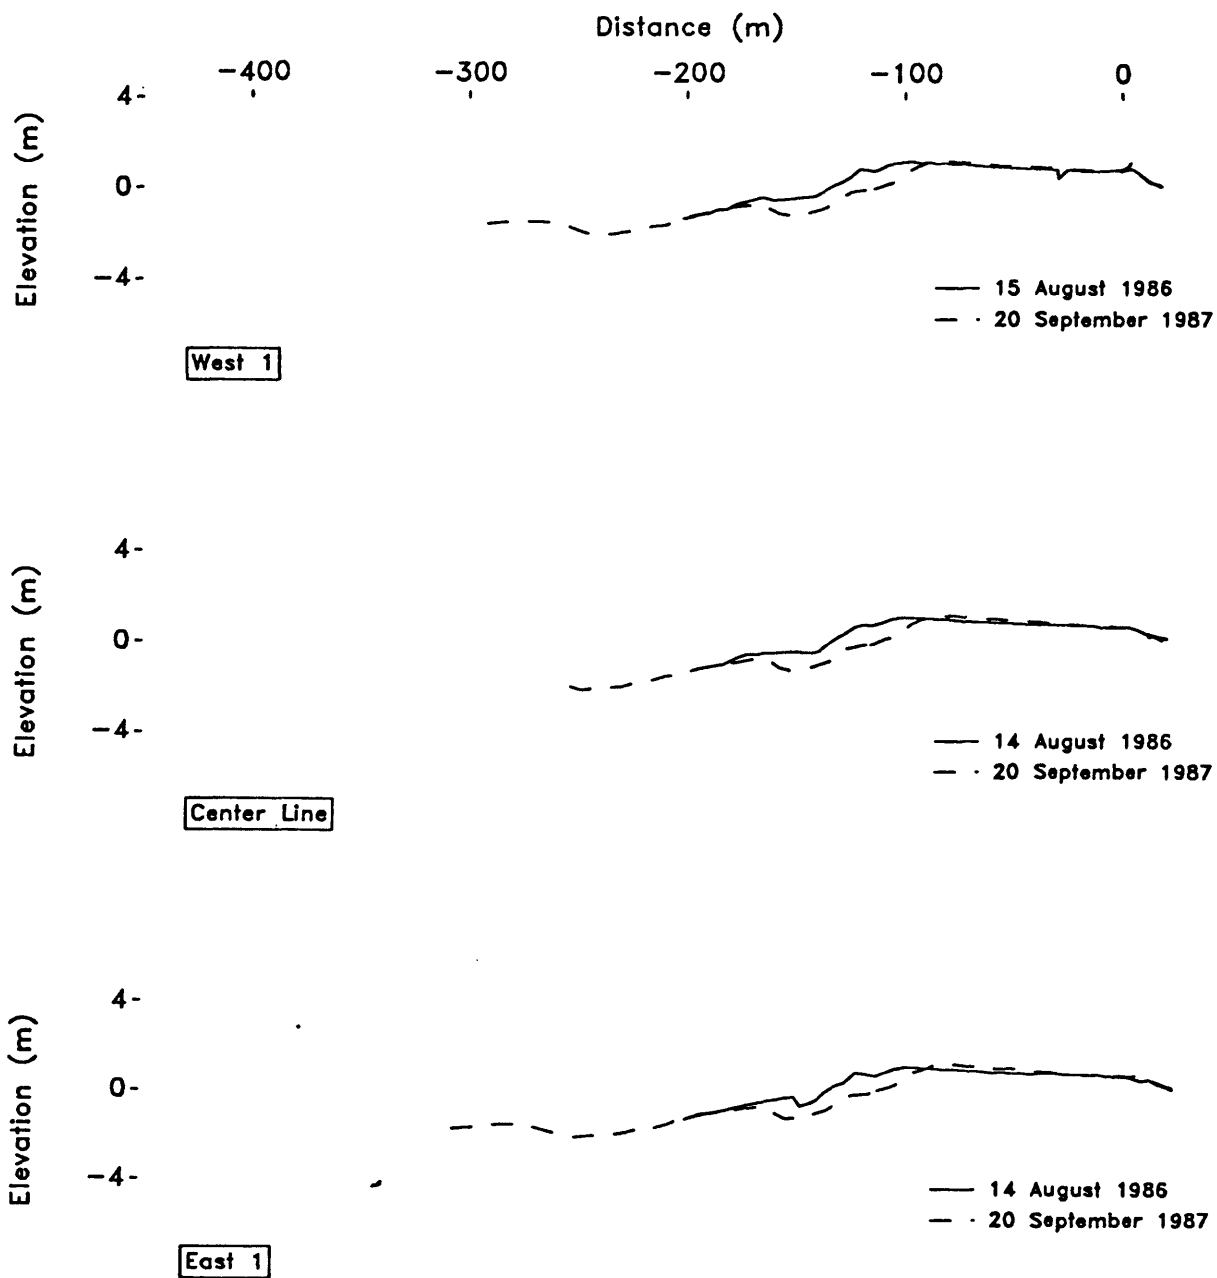 Distance (m)
-400 -300 -200 -100 0
4-
0-
-4-
Elevation (m)
15 August 1986
20 September 1987
West 1
4-
0-
-4-
Elevation (m)
14 August 1986
20 September 1987
Center Line
4-
0-
-4-
Elevation (m)
14 August 1986
20 September 1987
East 1